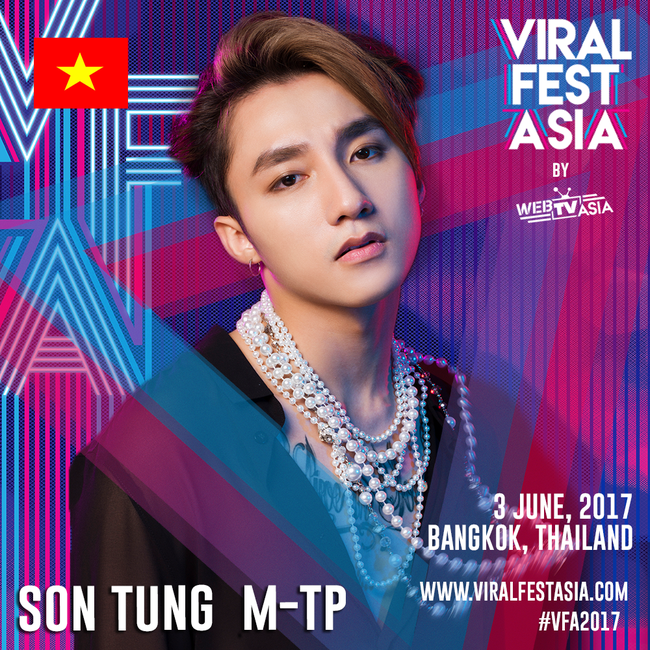 VIRAL
FEST
ASIA
BY
WEBTVASIA
3 JUNE, 2017
BANGKOK, THAILAND
SON TUNG M-TP
WWW.VIRALFESTASIA.COM
#VFA2017